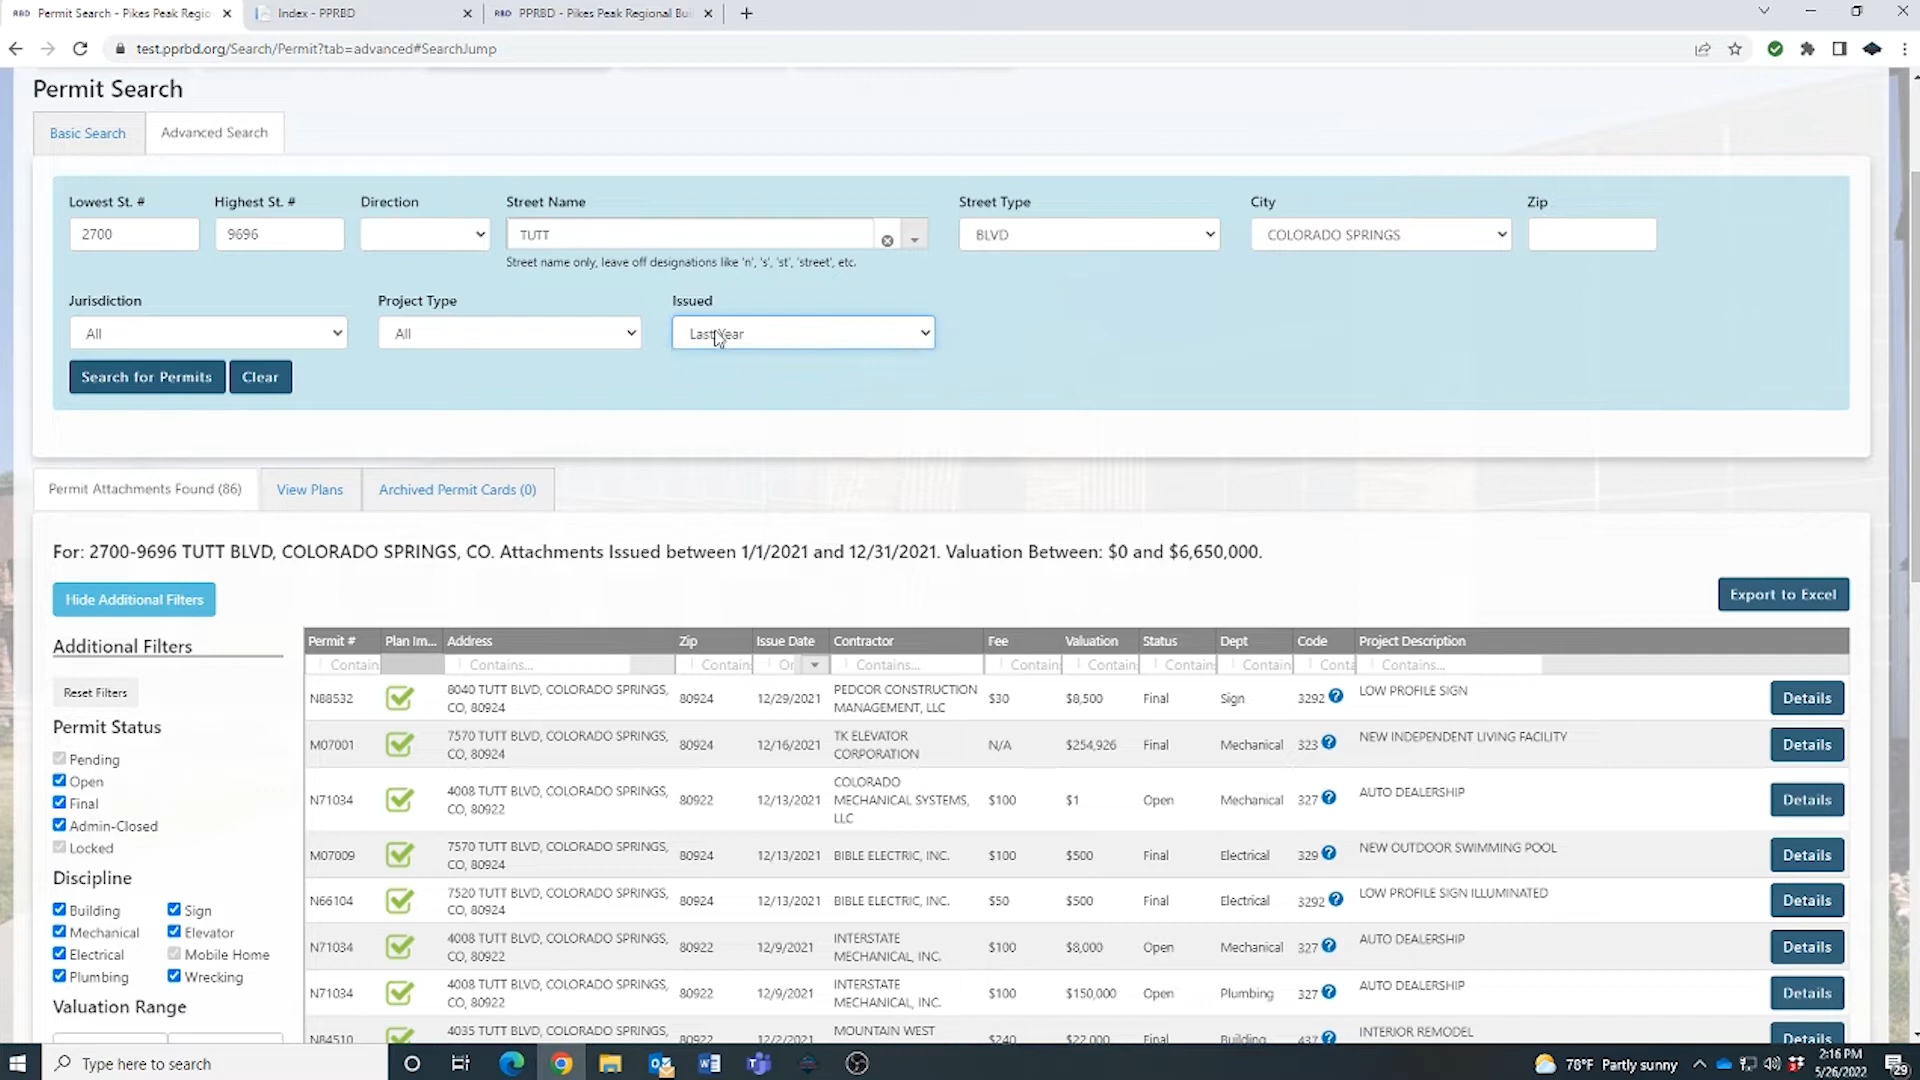 RBD Permit Search - Pikes Peak Regio
Index - PPRBD
RBD PPRBD - Pikes Peak Regional Bui
test.pprbd.org/Search/Permit?tab=advanced#SearchJump
Permit Search
Basic Search
Advanced Search
Lowest St. # Highest St. # Direction Street Name Street Type City Zip
2700 9696 TUTT BLVD COLORADO SPRINGS
Street name only, leave off designations like 'n', 's', 'st', 'street', etc.
Jurisdiction Project Type Issued
All All Last Year
Search for Permits Clear
Permit Attachments Found (86) View Plans Archived Permit Cards (0)
For: 2700-9696 TUTT BLVD, COLORADO SPRINGS, CO. Attachments Issued between 1/1/2021 and 12/31/2021. Valuation Between: $0 and $6,650,000.
Hide Additional Filters
Export to Excel
Additional Filters
Reset Filters
Permit Status
Pending
Open
Final
Admin-Closed
Locked
Discipline
Building Sign
Mechanical Elevator
Electrical Mobile Home
Plumbing Wrecking
Valuation Range
Permit # Plan Im... Address Zip Issue Date Contractor Fee Valuation Status Dept Code Project Description
Contain Contains... Contain Or Contains... Contain Contain Contain Contain Conta Contains...
N88532 8040 TUTT BLVD, COLORADO SPRINGS, CO, 80924 80924 12/29/2021 PEDCOR CONSTRUCTION MANAGEMENT, LLC $30 $8,500 Final Sign 3292 LOW PROFILE SIGN Details
M07001 7570 TUTT BLVD, COLORADO SPRINGS, CO, 80924 80924 12/16/2021 TK ELEVATOR CORPORATION N/A $254,926 Final Mechanical 323 NEW INDEPENDENT LIVING FACILITY Details
N71034 4008 TUTT BLVD, COLORADO SPRINGS, CO, 80922 80922 12/13/2021 COLORADO MECHANICAL SYSTEMS, LLC $100 $1 Open Mechanical 327 AUTO DEALERSHIP Details
M07009 7570 TUTT BLVD, COLORADO SPRINGS, CO, 80924 80924 12/13/2021 BIBLE ELECTRIC, INC. $100 $500 Final Electrical 329 NEW OUTDOOR SWIMMING POOL Details
N66104 7520 TUTT BLVD, COLORADO SPRINGS, CO, 80924 80924 12/13/2021 BIBLE ELECTRIC, INC. $50 $500 Final Electrical 3292 LOW PROFILE SIGN ILLUMINATED Details
N71034 4008 TUTT BLVD, COLORADO SPRINGS, CO, 80922 80922 12/9/2021 INTERSTATE MECHANICAL, INC. $100 $8,000 Open Mechanical 327 AUTO DEALERSHIP Details
N71034 4008 TUTT BLVD, COLORADO SPRINGS, CO, 80922 80922 12/9/2021 INTERSTATE MECHANICAL, INC. $100 $150,000 Open Plumbing 327 AUTO DEALERSHIP Details
N84510 4035 TUTT BLVD, COLORADO SPRINGS, 80922 12/2/2021 MOUNTAIN WEST $240 $22,000 Final Building 437 INTERIOR REMODEL Details
Type here to search
78°F Partly sunny
2:16 PM
5/26/2022
29